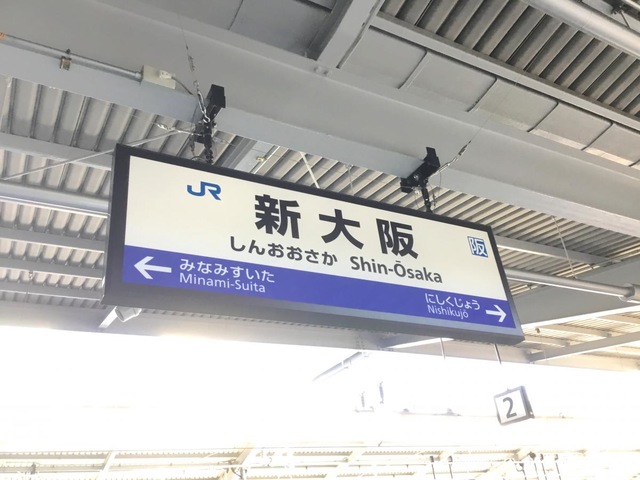 JR
新大阪
阪
しんおおさか Shin-Ōsaka
← みなみすいた
Minami-Suita
にしくじょう →
Nishikujō
2